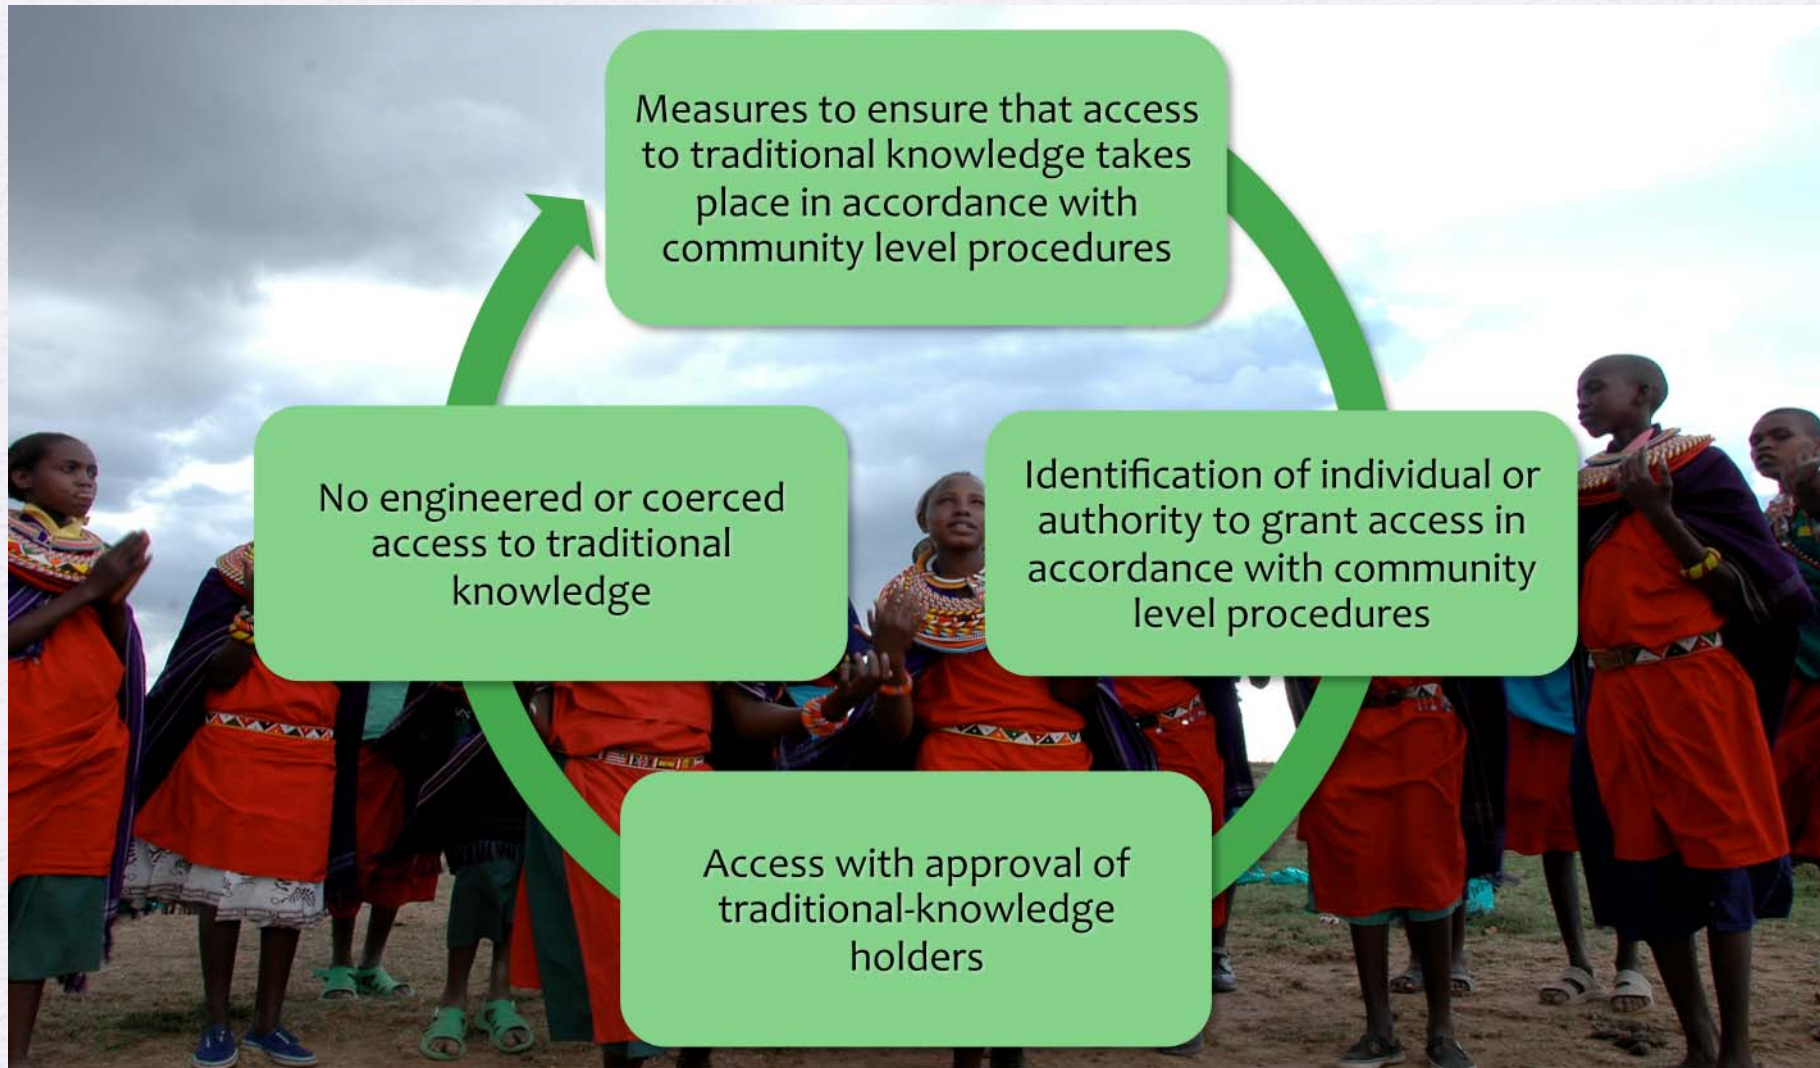 Measures to ensure that access
to traditional knowledge takes
place in accordance with
community level procedures
Identification of individual or
authority to grant access in
accordance with community
level procedures
Access with approval of
traditional-knowledge
holders
No engineered or coerced
access to traditional
knowledge